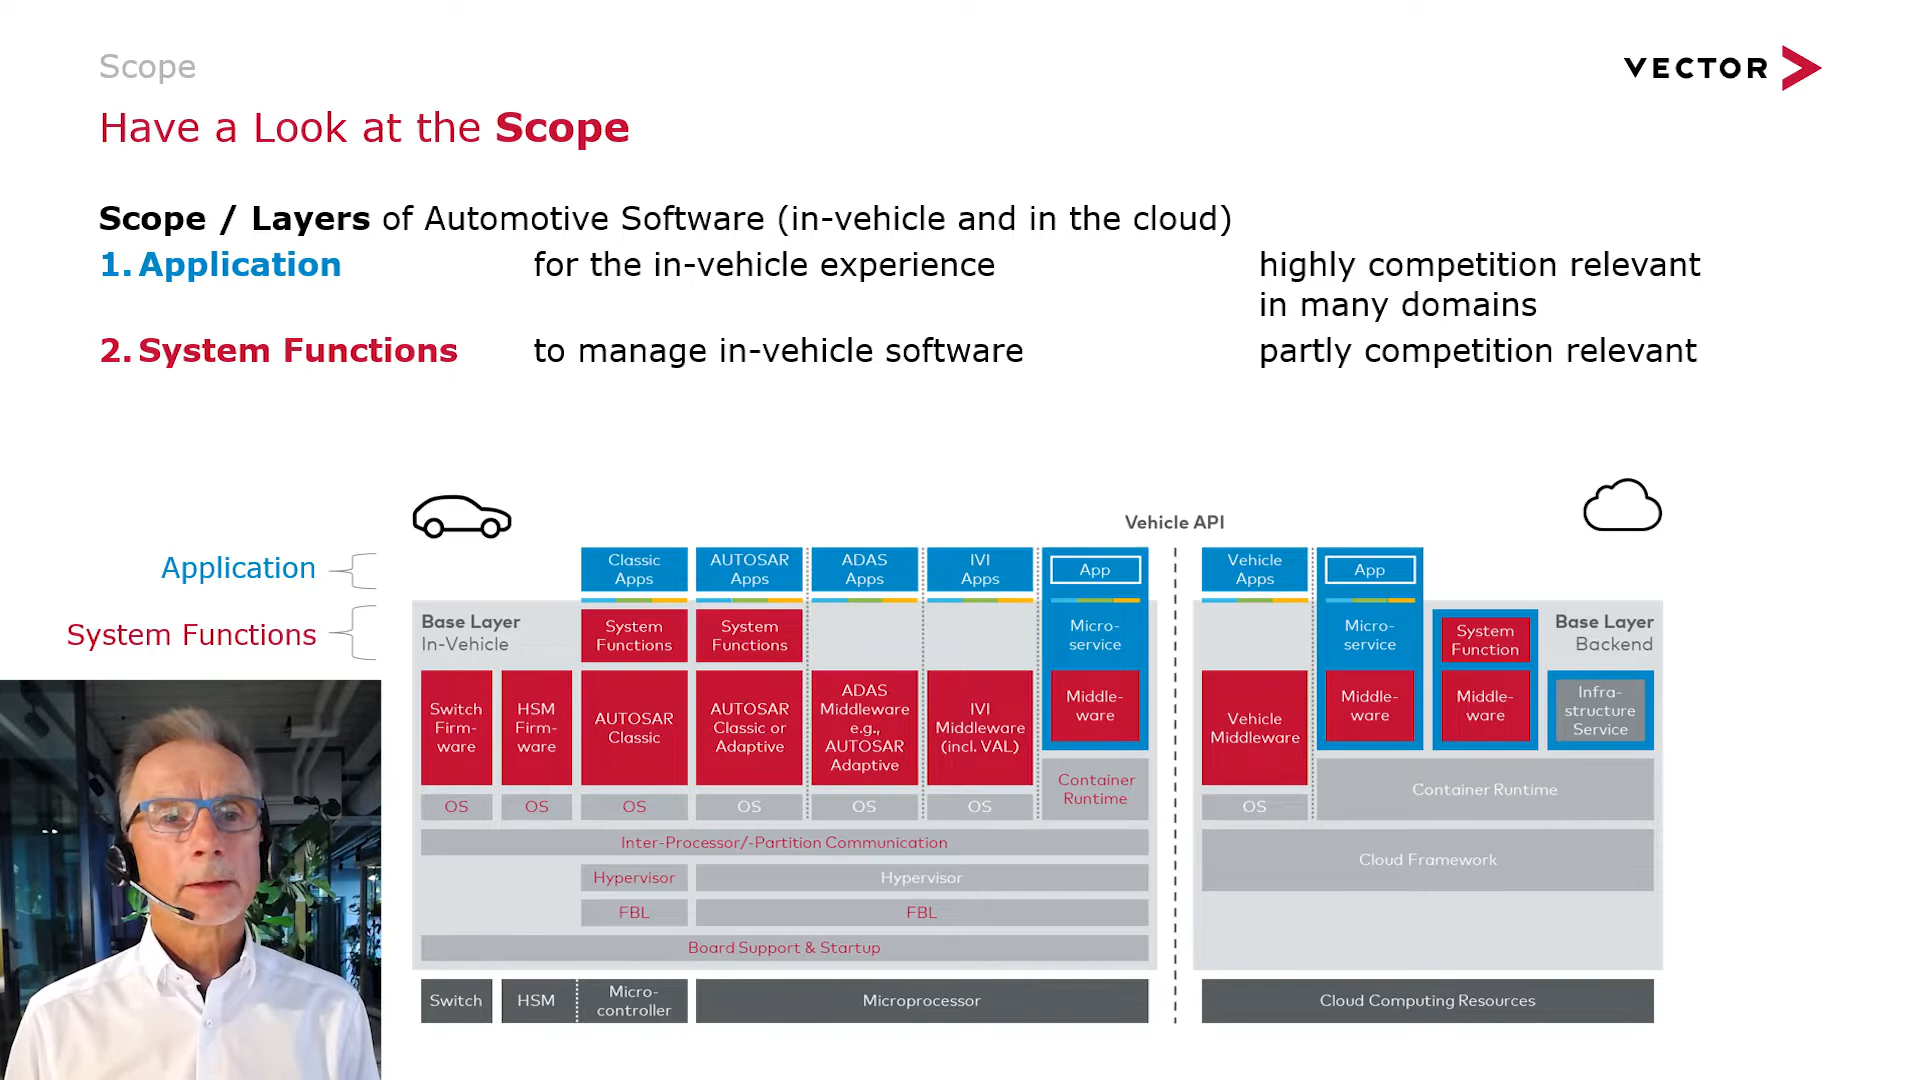 Scope
VECTOR
Have a Look at the Scope
Scope / Layers of Automotive Software (in-vehicle and in the cloud)
1. Application for the in-vehicle experience highly competition relevant
in many domains
2. System Functions to manage in-vehicle software partly competition relevant
Vehicle API
Application
System Functions
Classic
Apps
AUTOSAR
Apps
ADAS
Apps
IVI
Apps
App
Vehicle
Apps
App
Base Layer
In-Vehicle
System
Functions
System
Functions
Micro-
service
Micro-
service
System
Function
Base Layer
Backend
Switch
Firm-
ware
HSM
Firm-
ware
AUTOSAR
Classic
AUTOSAR
Classic or
Adaptive
ADAS
Middleware
e.g.,
AUTOSAR
Adaptive
IVI
Middleware
(incl. VAL)
Middle-
ware
Vehicle
Middleware
Middle-
ware
Middle-
ware
Infra-
structure
Service
OS
OS
OS
OS
OS
OS
Container
Runtime
OS
Container Runtime
Inter-Processor/-Partition Communication
Cloud Framework
Hypervisor
Hypervisor
FBL
FBL
Board Support & Startup
Switch
HSM
Micro-
controller
Microprocessor
Cloud Computing Resources